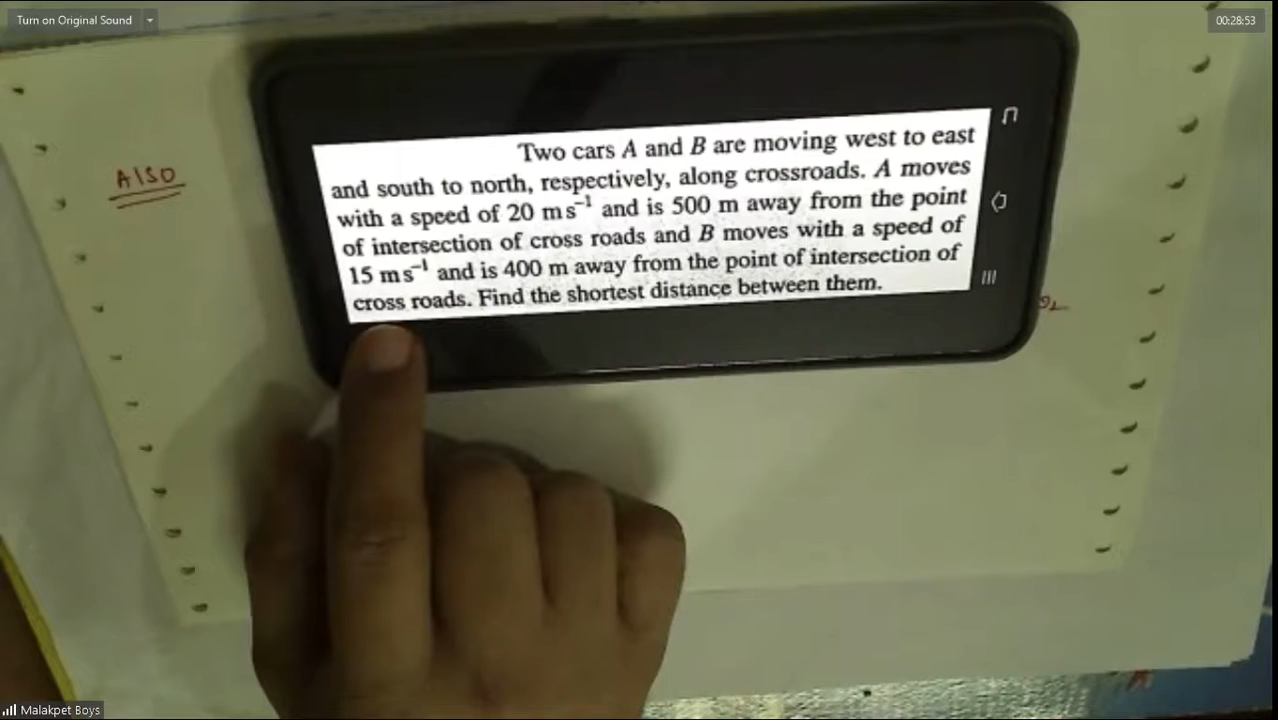 Turn on Original Sound
00:28:53
AISO
Two cars A and B are moving west to east
and south to north, respectively, along crossroads. A moves
with a speed of 20 m s⁻¹ and is 500 m away from the point
of intersection of cross roads and B moves with a speed of
15 m s⁻¹ and is 400 m away from the point of intersection of
cross roads. Find the shortest distance between them.
Malakpet Boys